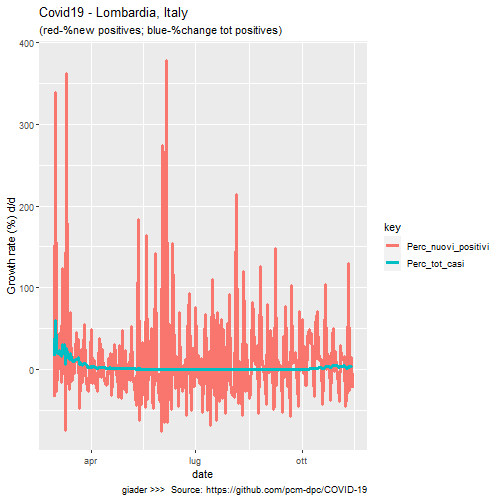 Covid19 - Lombardia, Italy
(red-%new positives; blue-%change tot positives)
400
300
200
100
0
Growth rate (%) d/d
apr
lug
ott
date
key
Perc_nuovi_positivi
Perc_tot_casi
giader >>> Source: https://github.com/pcm-dpc/COVID-19